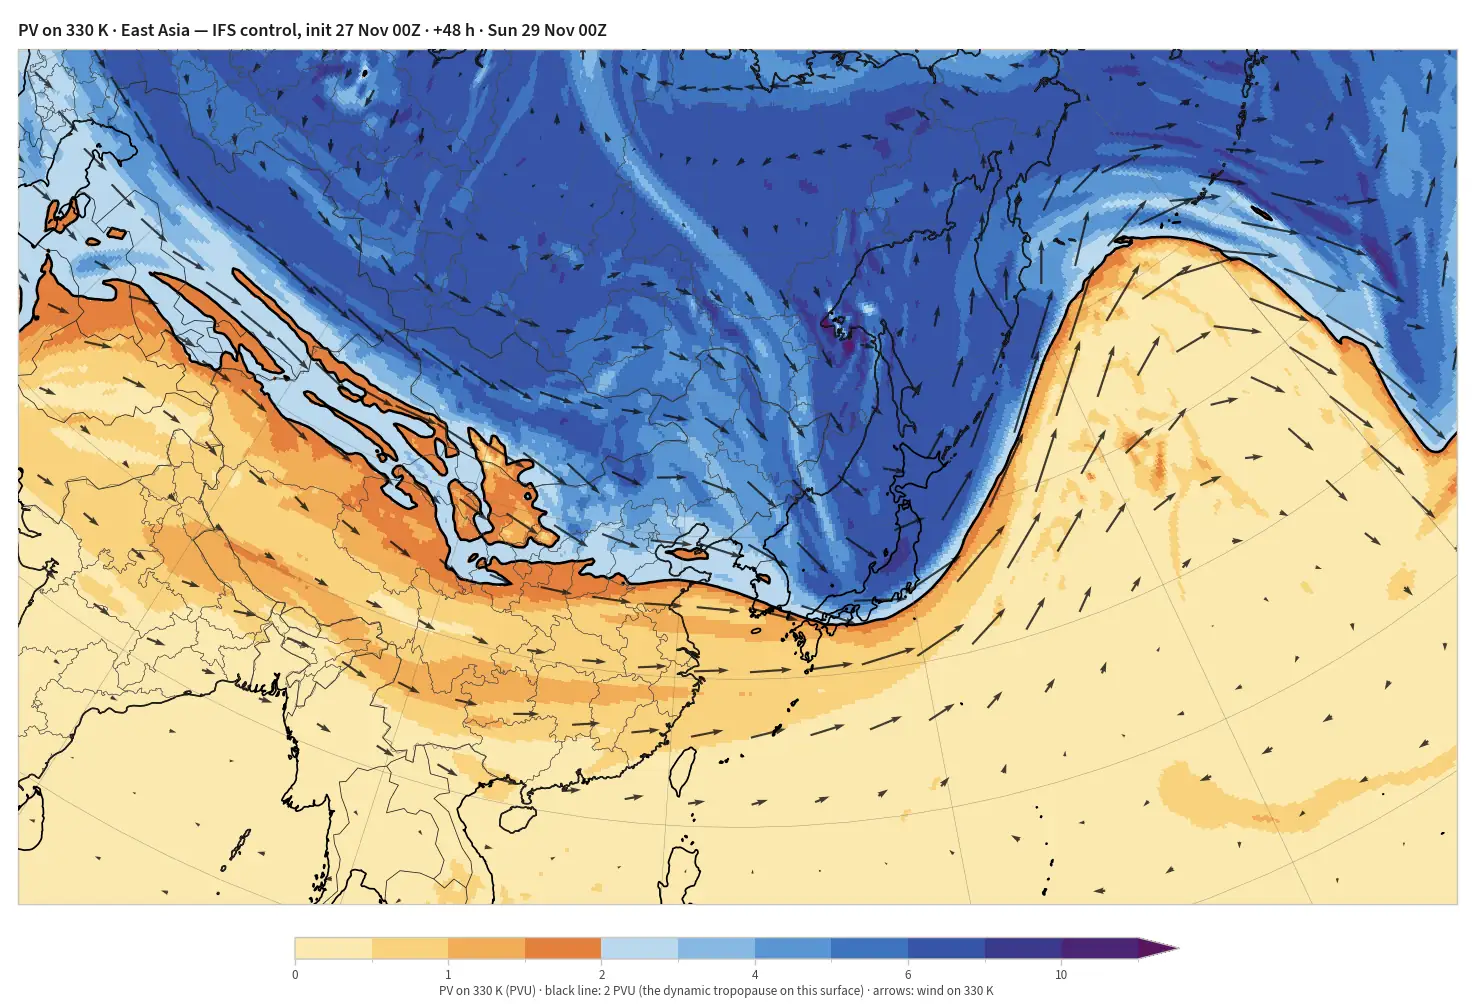 PV on 330 K · East Asia — IFS control, init 27 Nov 00Z · +48 h · Sun 29 Nov 00Z
0 1 2 4 6 10
PV on 330 K (PVU) · black line: 2 PVU (the dynamic tropopause on this surface) · arrows: wind on 330 K